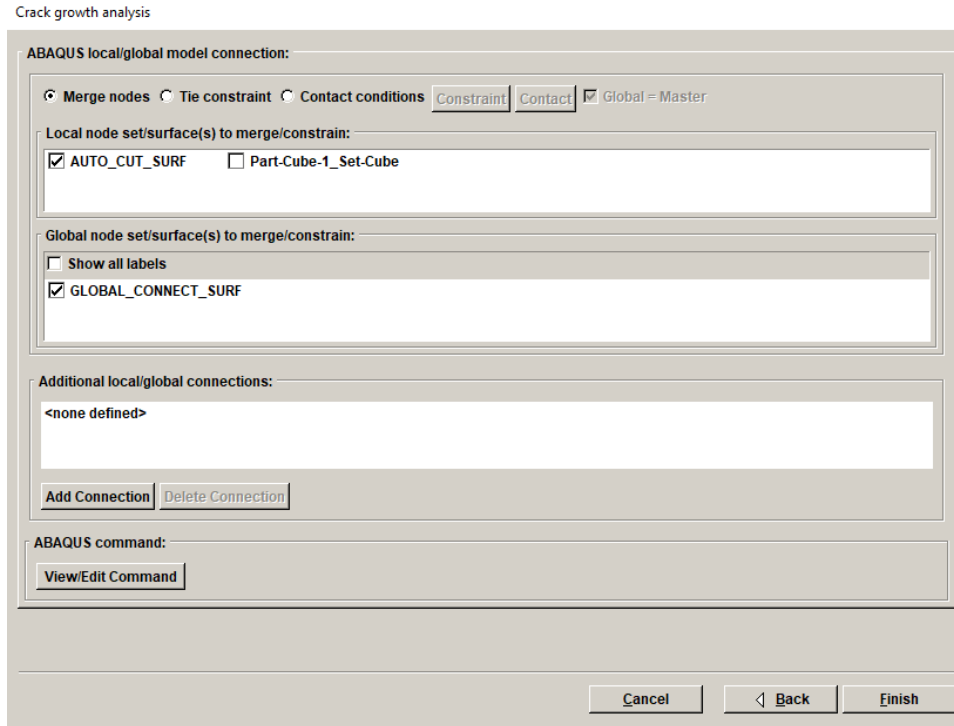 Crack growth analysis
ABAQUS local/global model connection:
Merge nodes Tie constraint Contact conditions Constraint Contact Global = Master
Local node set/surface(s) to merge/constrain:
AUTO_CUT_SURF Part-Cube-1_Set-Cube
Global node set/surface(s) to merge/constrain:
Show all labels
GLOBAL_CONNECT_SURF
Additional local/global connections:
<none defined>
Add Connection Delete Connection
ABAQUS command:
View/Edit Command
Cancel Back Finish